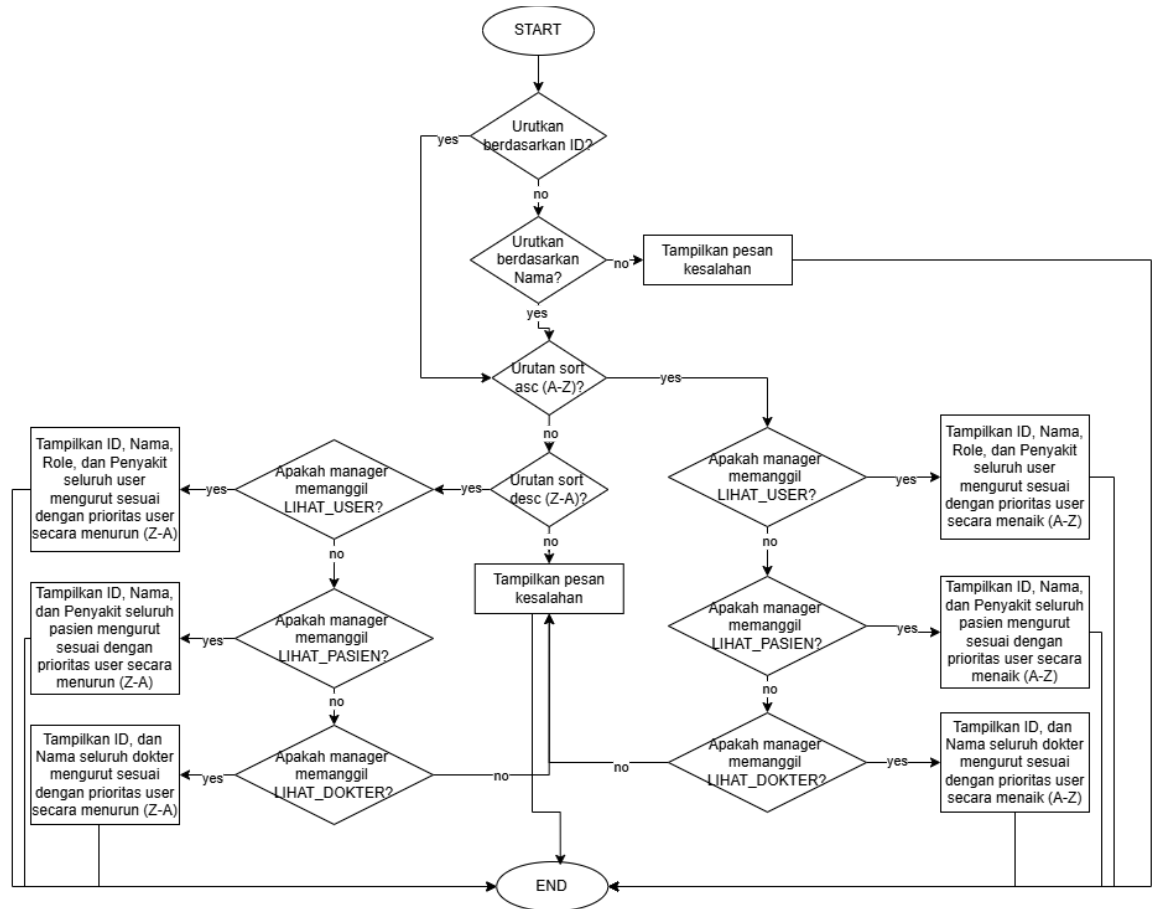 START
Urutkan
berdasarkan ID?
yes
no
Urutkan
berdasarkan
Nama?
no
Tampilkan pesan
kesalahan
yes
Urutan sort
asc (A-Z)?
yes
no
Tampilkan ID, Nama,
Role, dan Penyakit
seluruh user
mengurut sesuai
dengan prioritas user
secara menurun (Z-A)
yes
Apakah manager
memanggil
LIHAT_USER?
yes
Urutan sort
desc (Z-A)?
Apakah manager
memanggil
LIHAT_USER?
yes
Tampilkan ID, Nama,
Role, dan Penyakit
seluruh user
mengurut sesuai
dengan prioritas user
secara menaik (A-Z)
no
no
no
Tampilkan pesan
kesalahan
Tampilkan ID, Nama,
dan Penyakit seluruh
pasien mengurut
sesuai dengan
prioritas user secara
menurun (Z-A)
yes
Apakah manager
memanggil
LIHAT_PASIEN?
Apakah manager
memanggil
LIHAT_PASIEN?
yes
Tampilkan ID, Nama,
dan Penyakit seluruh
pasien mengurut
sesuai dengan
prioritas user secara
menaik (A-Z)
no
no
Tampilkan ID, dan
Nama seluruh dokter
mengurut sesuai
dengan prioritas user
secara menurun (Z-A)
yes
Apakah manager
memanggil
LIHAT_DOKTER?
no
no
Apakah manager
memanggil
LIHAT_DOKTER?
yes
Tampilkan ID, dan
Nama seluruh dokter
mengurut sesuai
dengan prioritas user
secara menaik (A-Z)
END